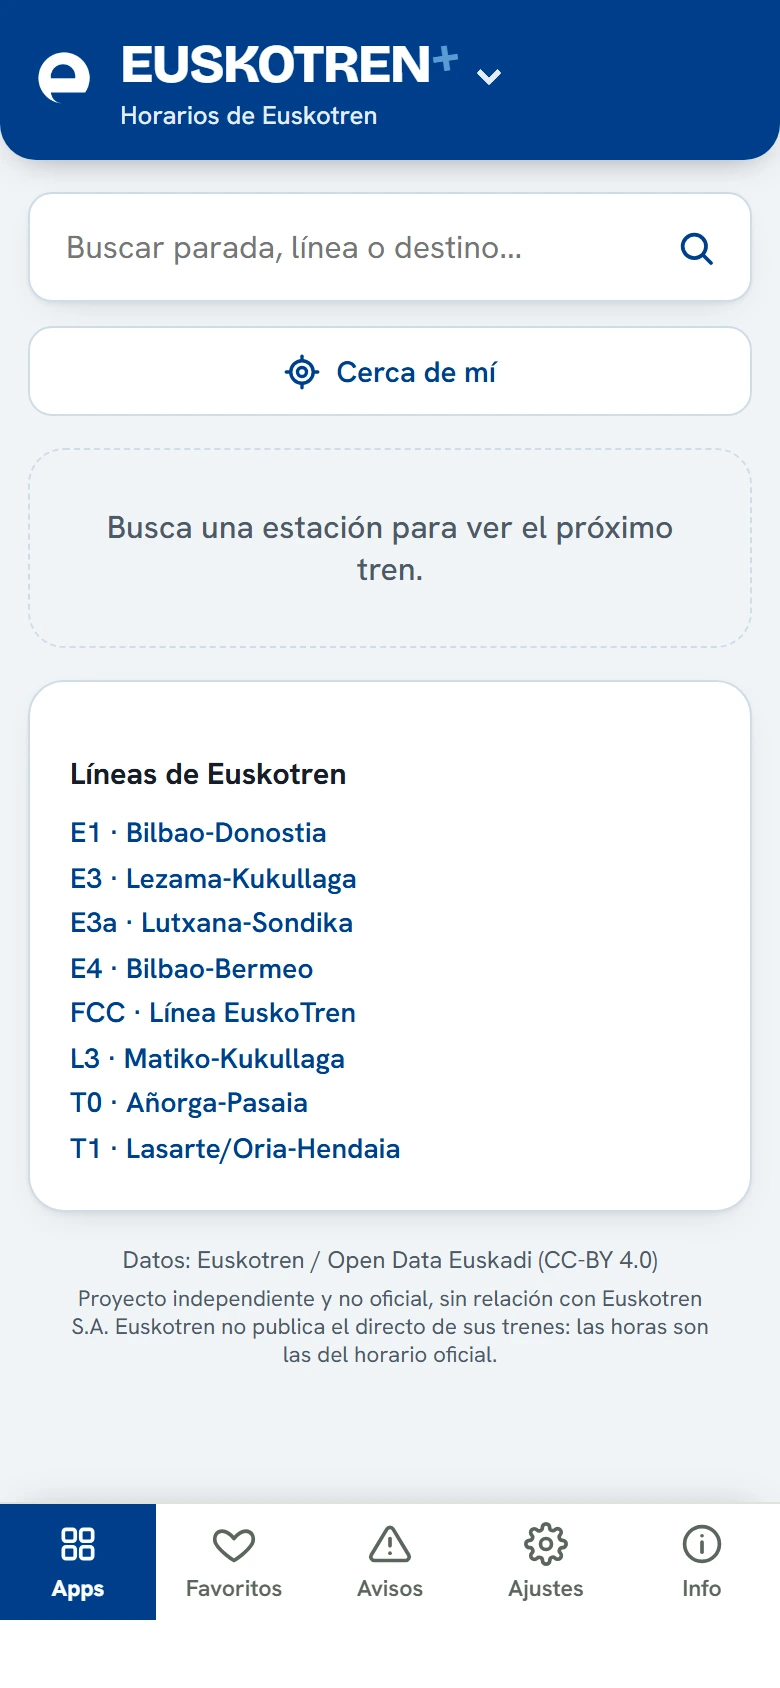 EUSKOTREN+
Horarios de Euskotren
Buscar parada, línea o destino...
Cerca de mí
Busca una estación para ver el próximo
tren.
Líneas de Euskotren
E1 · Bilbao-Donostia
E3 · Lezama-Kukullaga
E3a · Lutxana-Sondika
E4 · Bilbao-Bermeo
FCC · Línea EuskoTren
L3 · Matiko-Kukullaga
T0 · Añorga-Pasaia
T1 · Lasarte/Oria-Hendaia
Datos: Euskotren / Open Data Euskadi (CC-BY 4.0)
Proyecto independiente y no oficial, sin relación con Euskotren
S.A. Euskotren no publica el directo de sus trenes: las horas son
las del horario oficial.
Apps
Favoritos
Avisos
Ajustes
Info